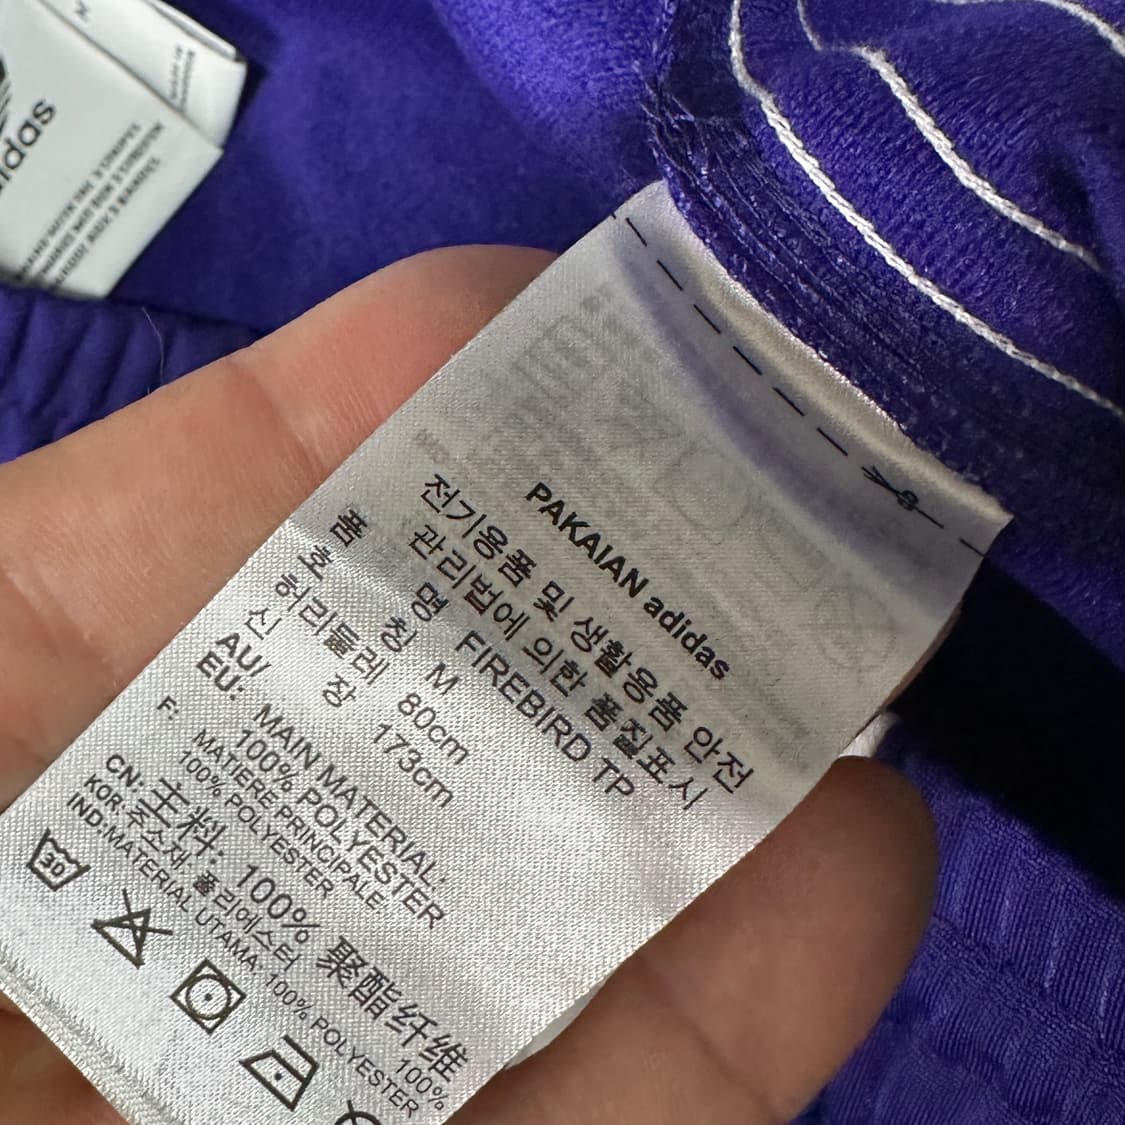 adidas
PAKAIAN adidas
전기용품 및 생활용품 안전
관리법에 의한 품질표시
품 명 FIREBIRD TP
호 칭 M
허리둘레 80cm
신 장 173cm
AU/
EU: MAIN MATERIAL:
100% POLYESTER
F: MATIERE PRINCIPALE:
100% POLYESTER
CN: 主料: 100% 聚酯纤维
KOR: 주소재: 폴리에스터 100%
IND: MATERIAL UTAMA: 100% POLYESTER
30